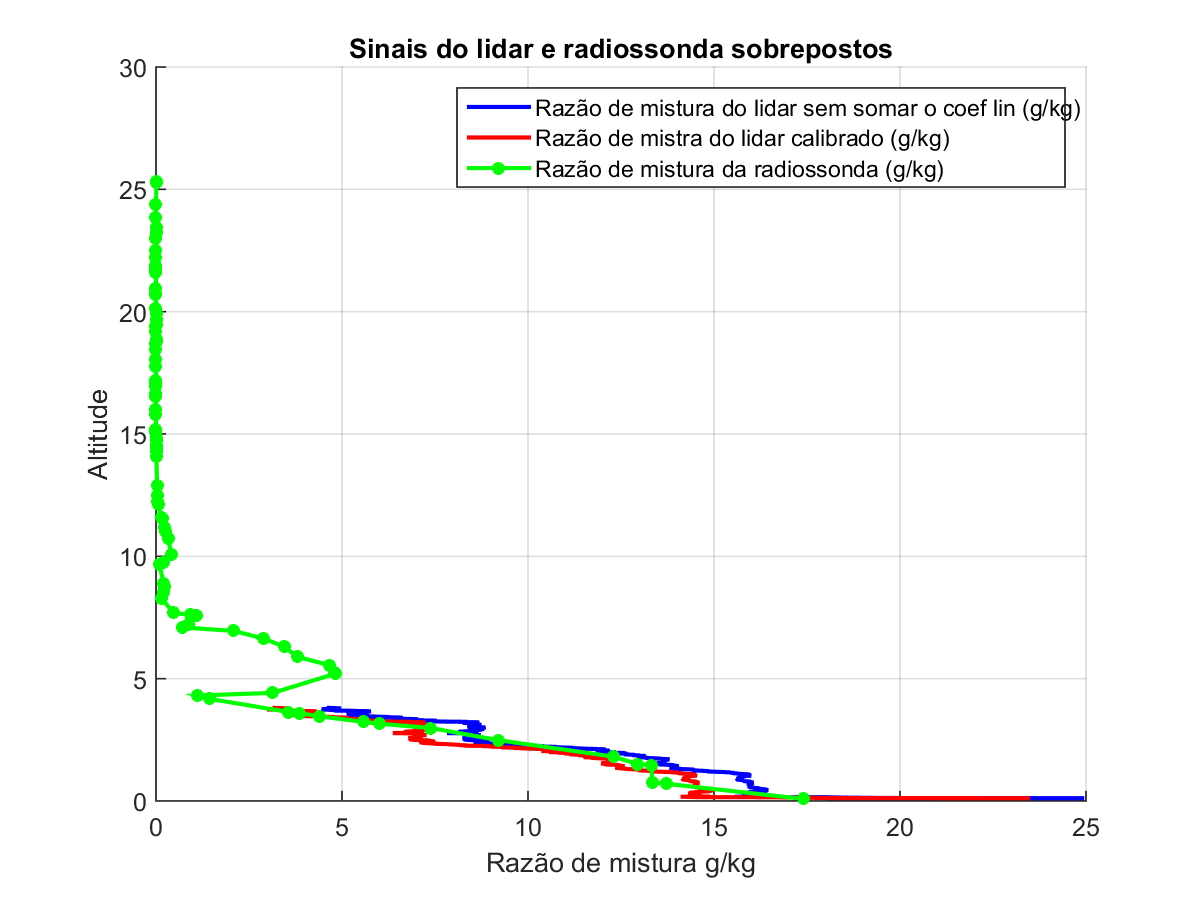 Sinais do lidar e radiossonda sobrepostos
30
Razão de mistura do lidar sem somar o coef lin (g/kg)
Razão de mistra do lidar calibrado (g/kg)
Razão de mistura da radiossonda (g/kg)
25
20
15
10
5
0
Altitude
0 5 10 15 20 25
Razão de mistura g/kg